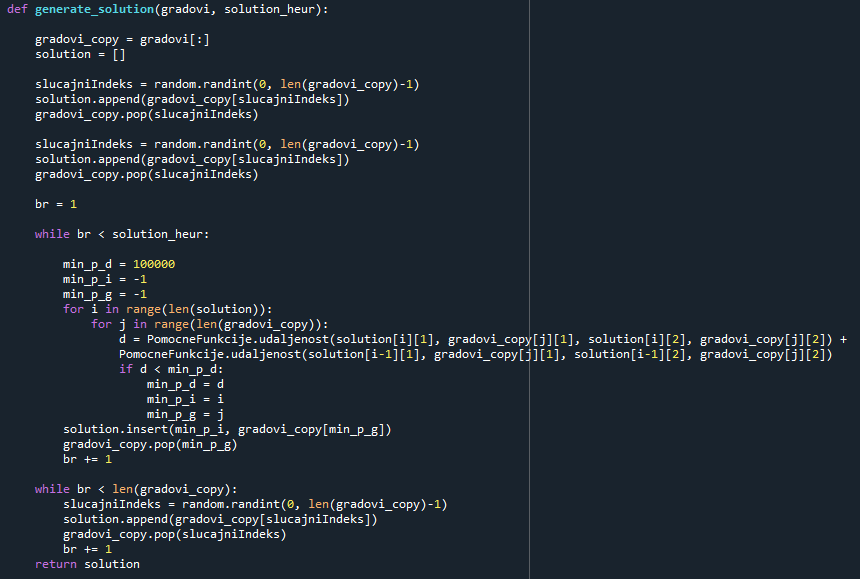 def generate_solution(gradovi, solution_heur):
gradovi_copy = gradovi[:]
solution = []
slucajniIndeks = random.randint(0, len(gradovi_copy)-1)
solution.append(gradovi_copy[slucajniIndeks])
gradovi_copy.pop(slucajniIndeks)
slucajniIndeks = random.randint(0, len(gradovi_copy)-1)
solution.append(gradovi_copy[slucajniIndeks])
gradovi_copy.pop(slucajniIndeks)
br = 1
while br < solution_heur:
min_p_d = 100000
min_p_i = -1
min_p_g = -1
for i in range(len(solution)):
for j in range(len(gradovi_copy)):
d = PomocneFunkcije.udaljenost(solution[i][1], gradovi_copy[j][1], solution[i][2], gradovi_copy[j][2]) +
PomocneFunkcije.udaljenost(solution[i-1][1], gradovi_copy[j][1], solution[i-1][2], gradovi_copy[j][2])
if d < min_p_d:
min_p_d = d
min_p_i = i
min_p_g = j
solution.insert(min_p_i, gradovi_copy[min_p_g])
gradovi_copy.pop(min_p_g)
br += 1
while br < len(gradovi_copy):
slucajniIndeks = random.randint(0, len(gradovi_copy)-1)
solution.append(gradovi_copy[slucajniIndeks])
gradovi_copy.pop(slucajniIndeks)
br += 1
return solution